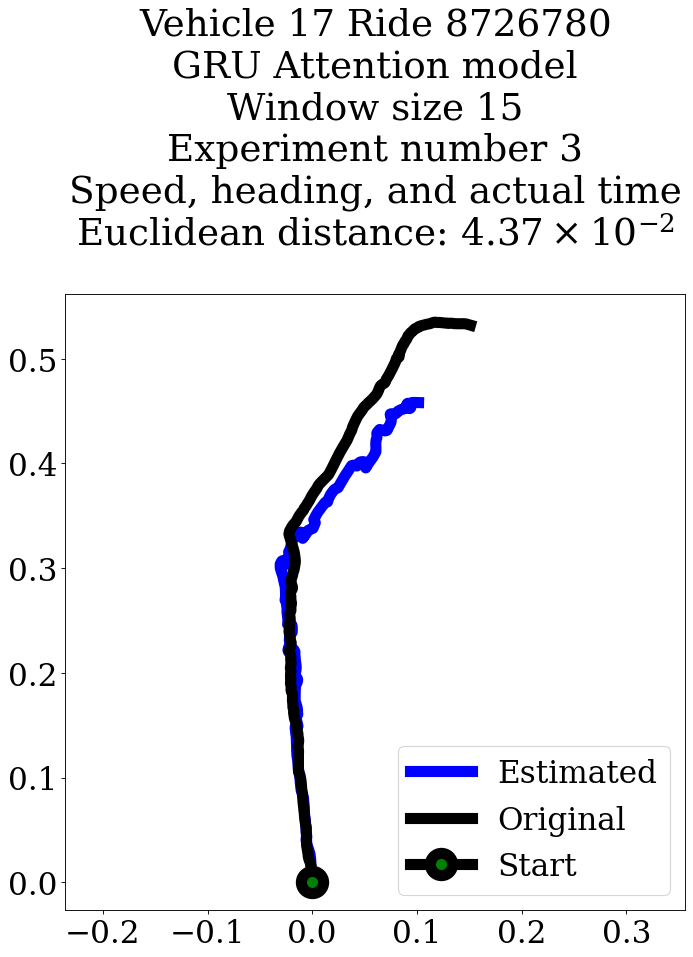 Vehicle 17 Ride 8726780
GRU Attention model
Window size 15
Experiment number 3
Speed, heading, and actual time
Euclidean distance: 4.37 × 10⁻²
0.5
0.4
0.3
0.2
0.1
0.0
Estimated
Original
Start
−0.2 −0.1 0.0 0.1 0.2 0.3